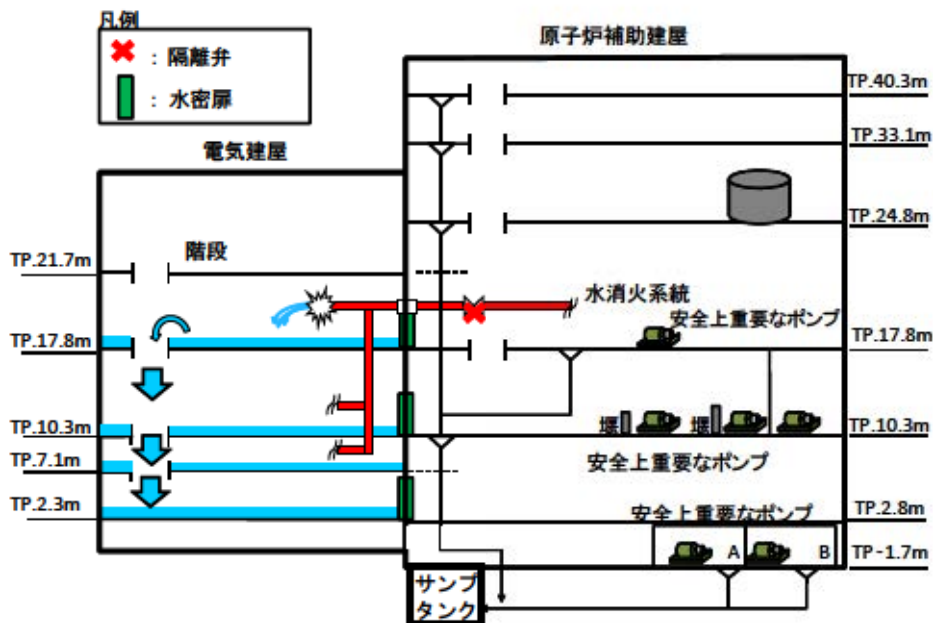 凡例
: 隔離弁
: 水密扉
原子炉補助建屋
電気建屋
TP.40.3m
TP.33.1m
TP.24.8m
階段
TP.21.7m
水消火系統
安全上重要なポンプ
TP.17.8m
TP.17.8m
堰
堰
TP.10.3m
TP.10.3m
TP.7.1m
安全上重要なポンプ
TP.2.3m
安全上重要なポンプ
TP.2.8m
A
B
TP-1.7m
サンプ
タンク